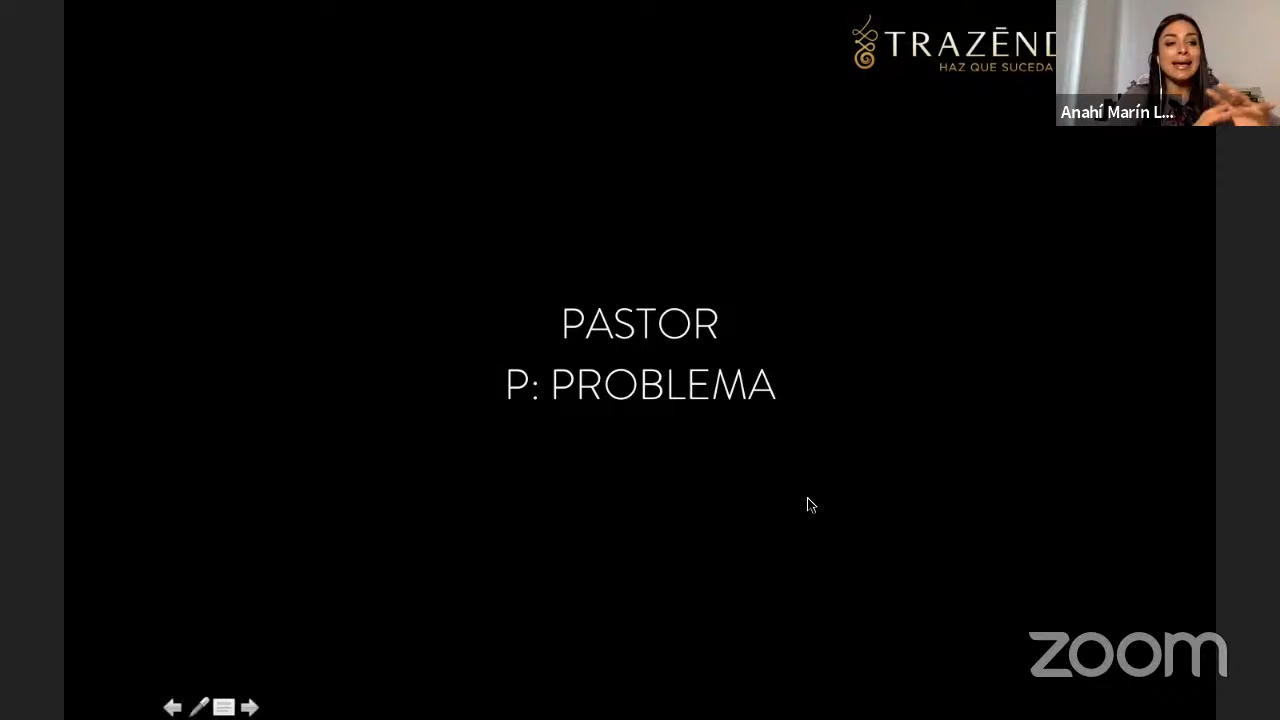 TRAZĒND
HAZ QUE SUCEDA
Anahí Marín L...
PASTOR
P: PROBLEMA
zoom